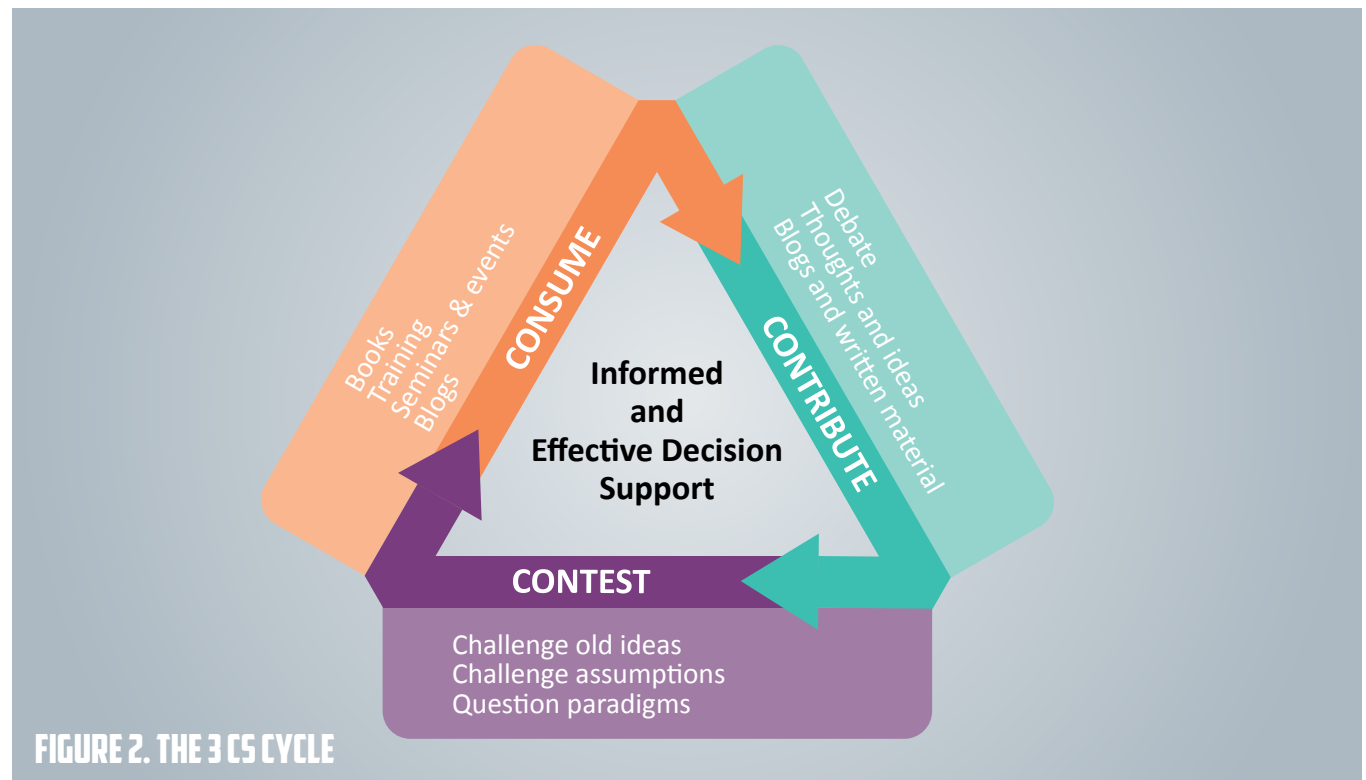 CONSUME
Books
Training
Seminars & events
Blogs
CONTRIBUTE
Debate
Thoughts and ideas
Blogs and written material
Informed
and
Effective Decision
Support
CONTEST
Challenge old ideas
Challenge assumptions
Question paradigms
FIGURE 2. THE 3 CS CYCLE